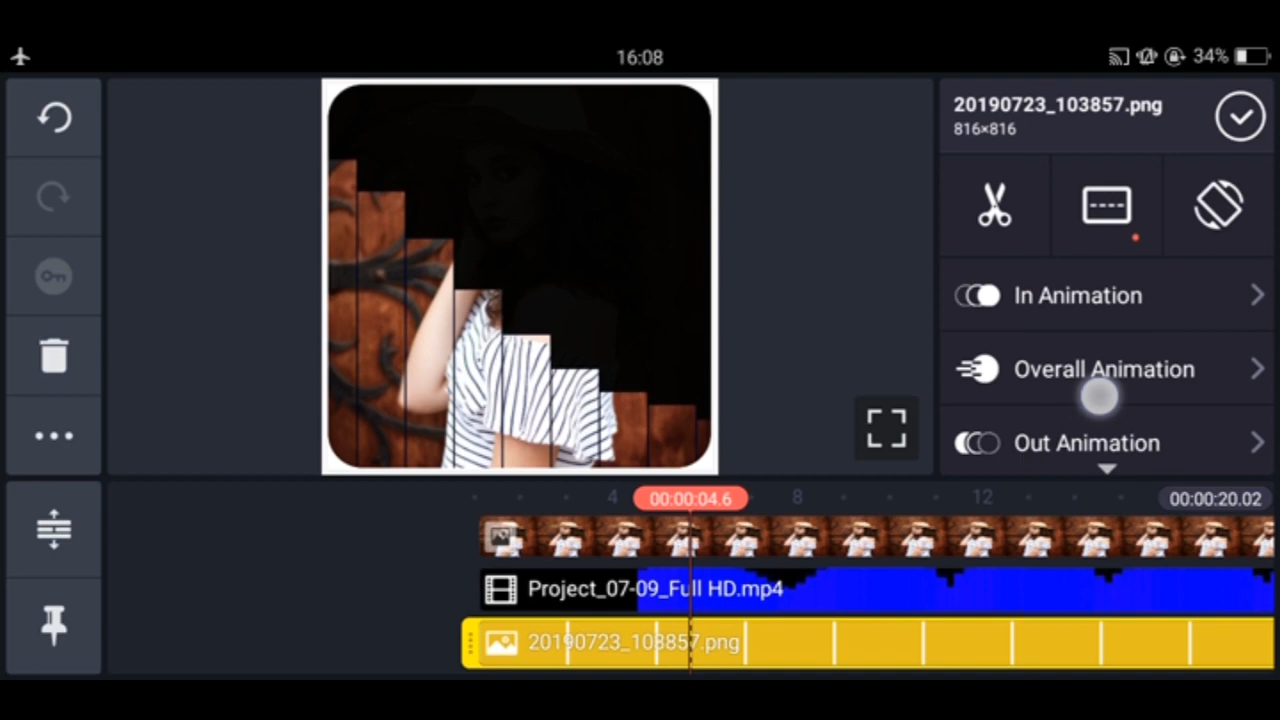 16:08
34%
20190723_103857.png
816×816
In Animation
Overall Animation
Out Animation
4
00:00:04.6
8
12
00:00:20.02
Project_07-09_Full HD.mp4
20190723_103857.png